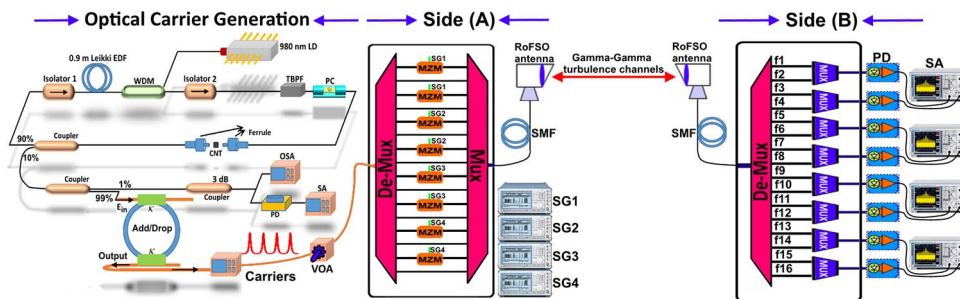 Optical Carrier Generation
Side (A)
Side (B)
0.9 m Leikki EDF
980 nm LD
Isolator 1
WDM
Isolator 2
TBPF
PC
90%
Coupler
10%
CNT
Ferrule
Coupler
1%
99%
3 dB
Coupler
OSA
SA
PD
Ein
κ
Add/Drop
κ
Output
Carriers
VOA
De-Mux
SG1
MZM
SG1
MZM
SG2
MZM
SG2
MZM
SG3
MZM
SG3
MZM
SG4
MZM
SG4
MZM
Mux
RoFSO
antenna
SMF
SG1
SG2
SG3
SG4
Gamma-Gamma
turbulence channels
RoFSO
antenna
SMF
De-Mux
f1
f2
f3
f4
f5
f6
f7
f8
f9
f10
f11
f12
f13
f14
f15
f16
MUX
MUX
MUX
MUX
MUX
MUX
MUX
MUX
PD
SA